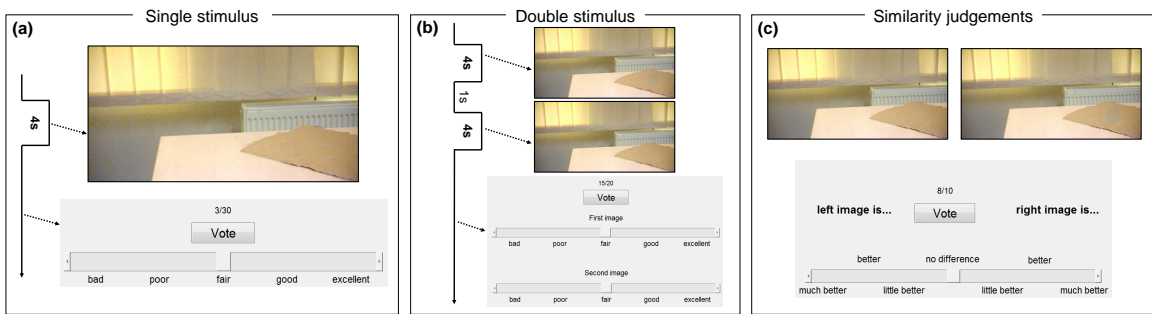 Single stimulus
(a)
4s
3/30
Vote
bad poor fair good excellent
Double stimulus
(b)
4s
1s
4s
15/20
Vote
First image
bad poor fair good excellent
Second image
bad poor fair good excellent
Similarity judgements
(c)
8/10
left image is... Vote right image is...
better no difference better
much better little better little better much better